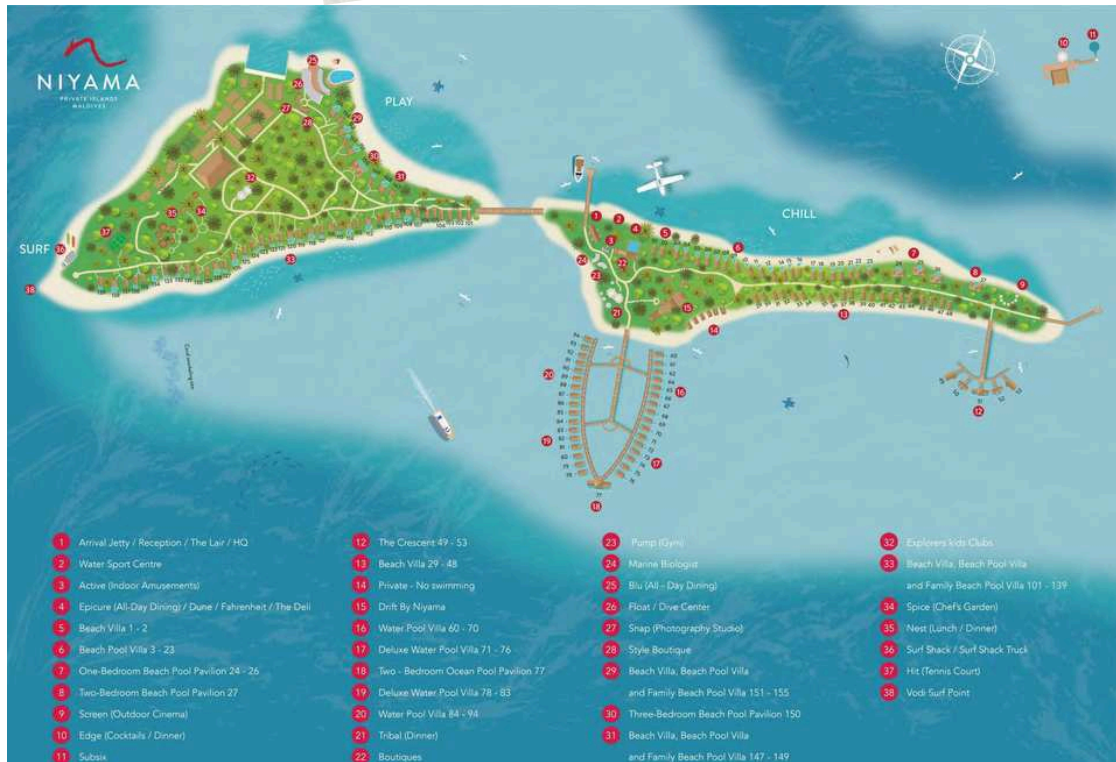 NIYAMA
PRIVATE ISLANDS
MALDIVES
PLAY
CHILL
SURF
1 Arrival Jetty / Reception / The Lair / HQ
2 Water Sport Centre
3 Active (Indoor Amusements)
4 Epicure (All-Day Dining) / Dune / Fahrenheit / The Deli
5 Beach Villa 1 - 2
6 Beach Pool Villa 3 - 23
7 One-Bedroom Beach Pool Pavilion 24 - 26
8 Two-Bedroom Beach Pool Pavilion 27
9 Screen (Outdoor Cinema)
10 Edge (Cocktails / Dinner)
11 Subsix
12 The Crescent 49 - 53
13 Beach Villa 29 - 48
14 Private - No swimming
15 Drift By Niyama
16 Water Pool Villa 60 - 70
17 Deluxe Water Pool Villa 71 - 76
18 Two - Bedroom Ocean Pool Pavilion 77
19 Deluxe Water Pool Villa 78 - 83
20 Water Pool Villa 84 - 94
21 Tribal (Dinner)
22 Boutiques
23 Pump (Gym)
24 Marine Biologist
25 Blu (All - Day Dining)
26 Float / Dive Center
27 Snap (Photography Studio)
28 Style Boutique
29 Beach Villa, Beach Pool Villa
and Family Beach Pool Villa 151 - 155
30 Three-Bedroom Beach Pool Pavilion 150
31 Beach Villa, Beach Pool Villa
and Family Beach Pool Villa 147 - 149
32 Explorers kids Clubs
33 Beach Villa, Beach Pool Villa
and Family Beach Pool Villa 101 - 139
34 Spice (Chef's Garden)
35 Nest (Lunch / Dinner)
36 Surf Shack / Surf Shack Truck
37 Hit (Tennis Court)
38 Vodi Surf Point